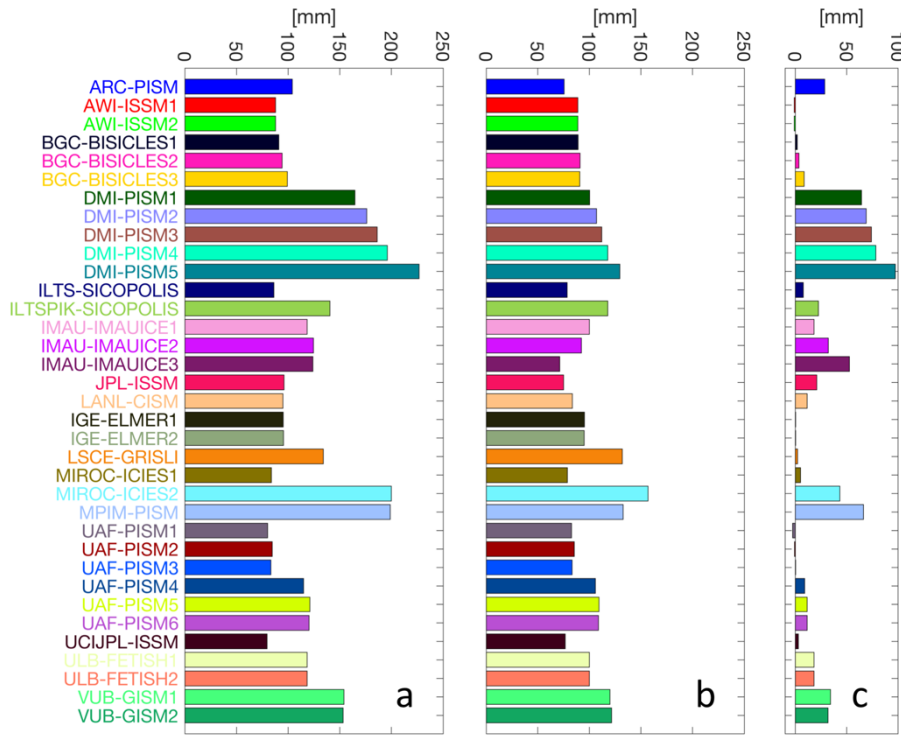 [mm] [mm] [mm]
0 50 100 150 200 250 0 50 100 150 200 250 0 50 100
ARC-PISM
AWI-ISSM1
AWI-ISSM2
BGC-BISICLES1
BGC-BISICLES2
BGC-BISICLES3
DMI-PISM1
DMI-PISM2
DMI-PISM3
DMI-PISM4
DMI-PISM5
ILTS-SICOPOLIS
ILTSPIK-SICOPOLIS
IMAU-IMAUICE1
IMAU-IMAUICE2
IMAU-IMAUICE3
JPL-ISSM
LANL-CISM
IGE-ELMER1
IGE-ELMER2
LSCE-GRISLI
MIROC-ICIES1
MIROC-ICIES2
MPIM-PISM
UAF-PISM1
UAF-PISM2
UAF-PISM3
UAF-PISM4
UAF-PISM5
UAF-PISM6
UCIJPL-ISSM
ULB-FETISH1
ULB-FETISH2
VUB-GISM1 a b c
VUB-GISM2